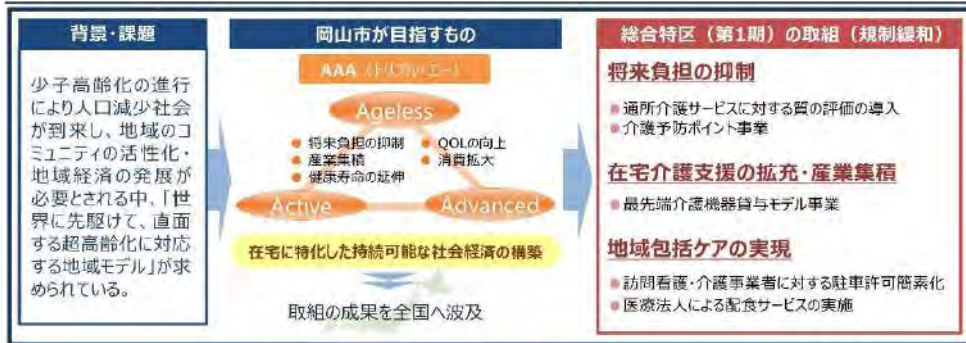 背景・課題
少子高齢化の進行
により人口減少社会
が到来し、地域のコ
ミュニティの活性化・
地域経済の発展が
必要とされる中、「世
界に先駆けて、直面
する超高齢化に対応
する地域モデル」が求
められている。
岡山市が目指すもの
AAA（トリプル・エー）
Ageless
● 将来負担の抑制 ● QOLの向上
● 産業集積 ● 消費拡大
● 健康寿命の延伸
Active
Advanced
在宅に特化した持続可能な社会経済の構築
取組の成果を全国へ波及
総合特区（第1期）の取組（規制緩和）
将来負担の抑制
●通所介護サービスに対する質の評価の導入
●介護予防ポイント事業
在宅介護支援の拡充・産業集積
●最先端介護機器貸与モデル事業
地域包括ケアの実現
●訪問看護・介護事業者に対する駐車許可簡素化
●医療法人による配食サービスの実施